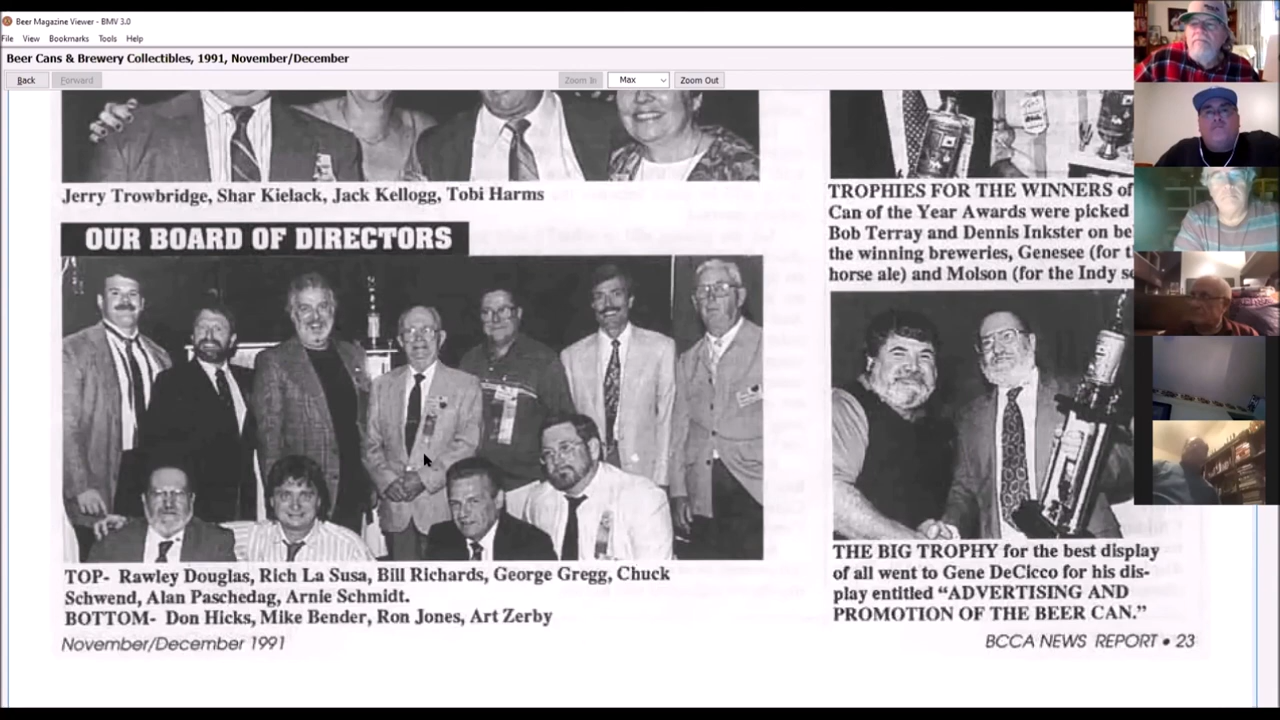 Beer Magazine Viewer - BMV 3.0
File View Bookmarks Tools Help
Beer Cans & Brewery Collectibles, 1991, November/December
Back Forward Zoom In Max Zoom Out
Jerry Trowbridge, Shar Kielack, Jack Kellogg, Tobi Harms
OUR BOARD OF DIRECTORS
TOP- Rawley Douglas, Rich La Susa, Bill Richards, George Gregg, Chuck
Schwend, Alan Paschedag, Arnie Schmidt.
BOTTOM- Don Hicks, Mike Bender, Ron Jones, Art Zerby
November/December 1991
TROPHIES FOR THE WINNERS of
Can of the Year Awards were picked
Bob Terray and Dennis Inkster on be
the winning breweries, Genesee (for t
horse ale) and Molson (for the Indy s
THE BIG TROPHY for the best display
of all went to Gene DeCicco for his dis-
play entitled “ADVERTISING AND
PROMOTION OF THE BEER CAN.”
BCCA NEWS REPORT • 23